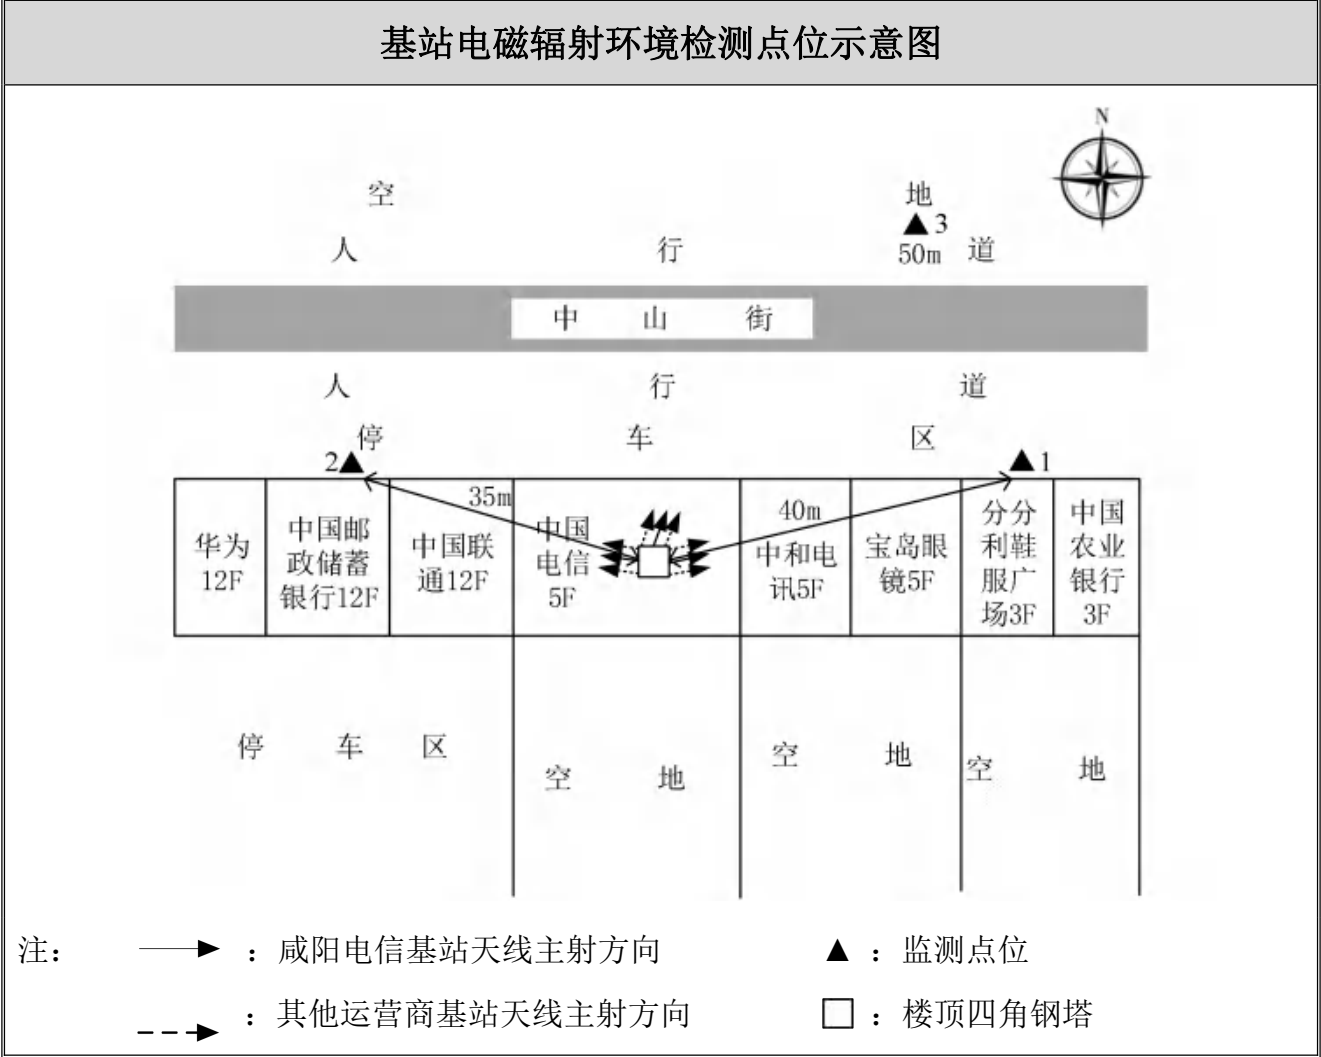 基站电磁辐射环境检测点位示意图
N
空 地
▲3
人 行 50m 道
中 山 街
人 行 道
停 车 区
2▲ ▲1
35m
40m
华为
12F
中国邮
政储蓄
银行12F
中国联
通12F
中国
电信
5F
中和电
讯5F
宝岛眼
镜5F
分分
利鞋
服广
场3F
中国
农业
银行
3F
停 车 区
空 地
空 地
空 地
注： ：咸阳电信基站天线主射方向 ▲：监测点位
：其他运营商基站天线主射方向 □：楼顶四角钢塔